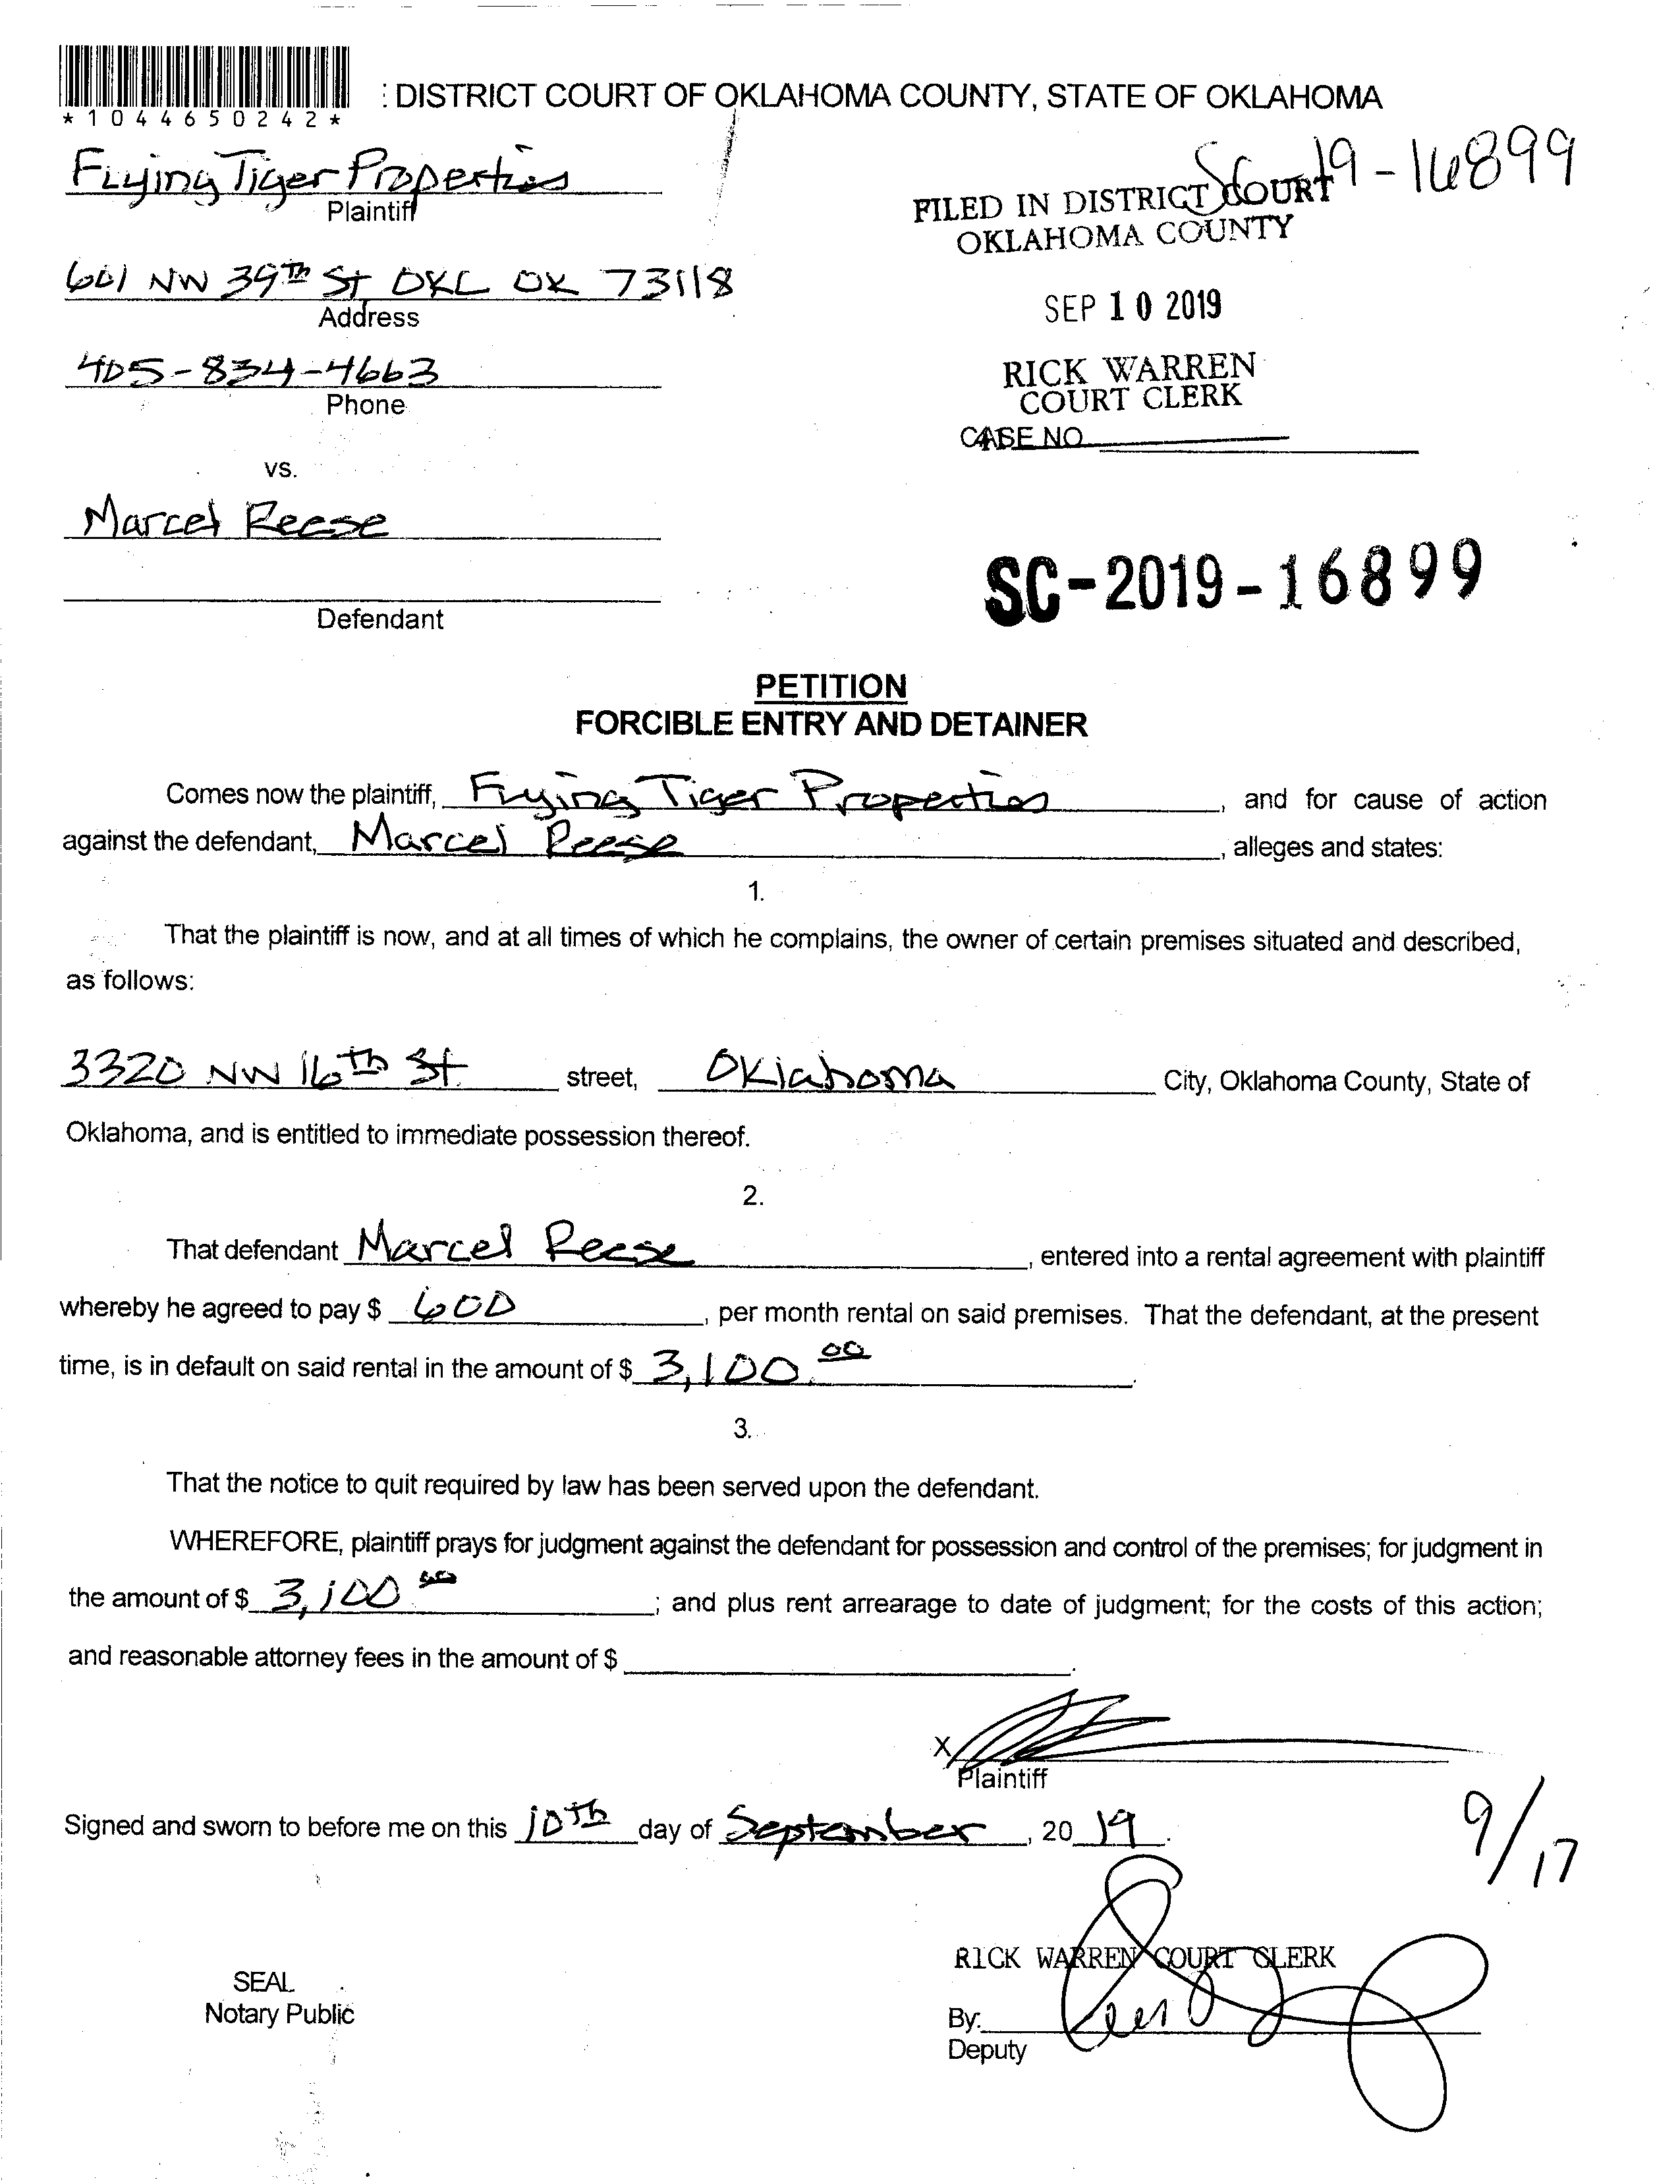 *1044650242*
: DISTRICT COURT OF OKLAHOMA COUNTY, STATE OF OKLAHOMA
Flying Tiger Properties
Plaintiff
SC-19-16899
FILED IN DISTRICT COURT
OKLAHOMA COUNTY
601 NW 39th St OKC OK 73118
Address
SEP 10 2019
405-834-4663
Phone
RICK WARREN
COURT CLERK
CASE NO.
vs.
Marcel Reese
SC-2019-16899
Defendant
PETITION
FORCIBLE ENTRY AND DETAINER
Comes now the plaintiff, Flying Tiger Properties, and for cause of action
against the defendant, Marcel Reese, alleges and states:
1.
That the plaintiff is now, and at all times of which he complains, the owner of certain premises situated and described,
as follows:
3320 NW 16th St. street, Oklahoma City, Oklahoma County, State of
Oklahoma, and is entitled to immediate possession thereof.
2.
That defendant Marcel Reese, entered into a rental agreement with plaintiff
whereby he agreed to pay $ 600, per month rental on said premises. That the defendant, at the present
time, is in default on said rental in the amount of $ 3,100.00.
3.
That the notice to quit required by law has been served upon the defendant.
WHEREFORE, plaintiff prays for judgment against the defendant for possession and control of the premises; for judgment in
the amount of $ 3,100.00; and plus rent arrearage to date of judgment; for the costs of this action;
and reasonable attorney fees in the amount of $ .
X
Plaintiff
Signed and sworn to before me on this 10th day of September, 20 19.
9/17
RICK WARREN COURT CLERK
SEAL
Notary Public
By:
Deputy